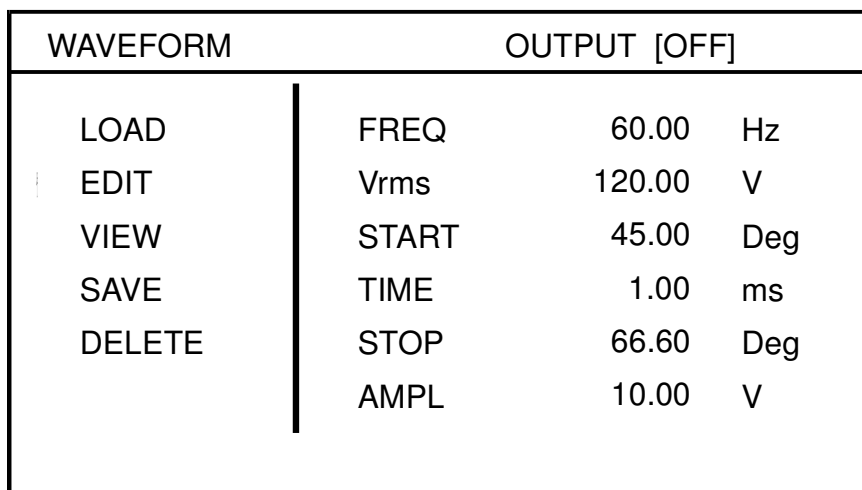 WAVEFORM OUTPUT [OFF]
LOAD FREQ 60.00 Hz
EDIT Vrms 120.00 V
VIEW START 45.00 Deg
SAVE TIME 1.00 ms
DELETE STOP 66.60 Deg
AMPL 10.00 V